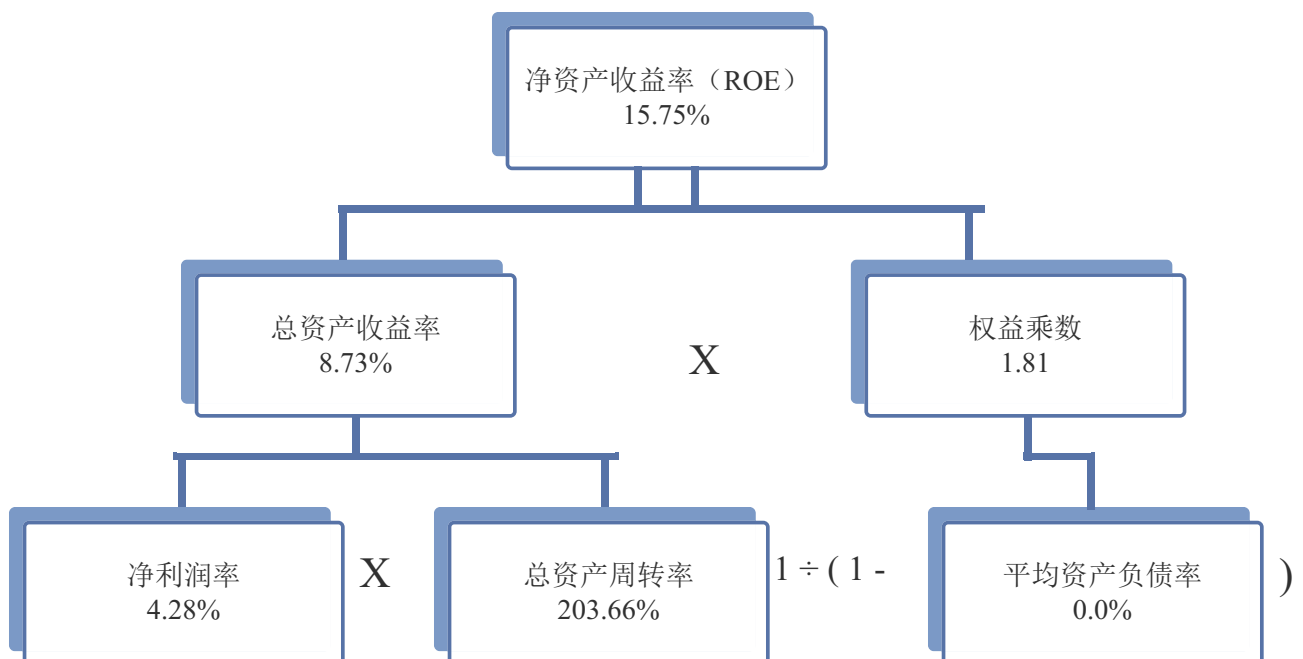 净资产收益率（ROE）
15.75%
总资产收益率
8.73%
X
权益乘数
1.81
净利润率
4.28%
X
总资产周转率
203.66%
1 ÷ ( 1 -
平均资产负债率
0.0%
)